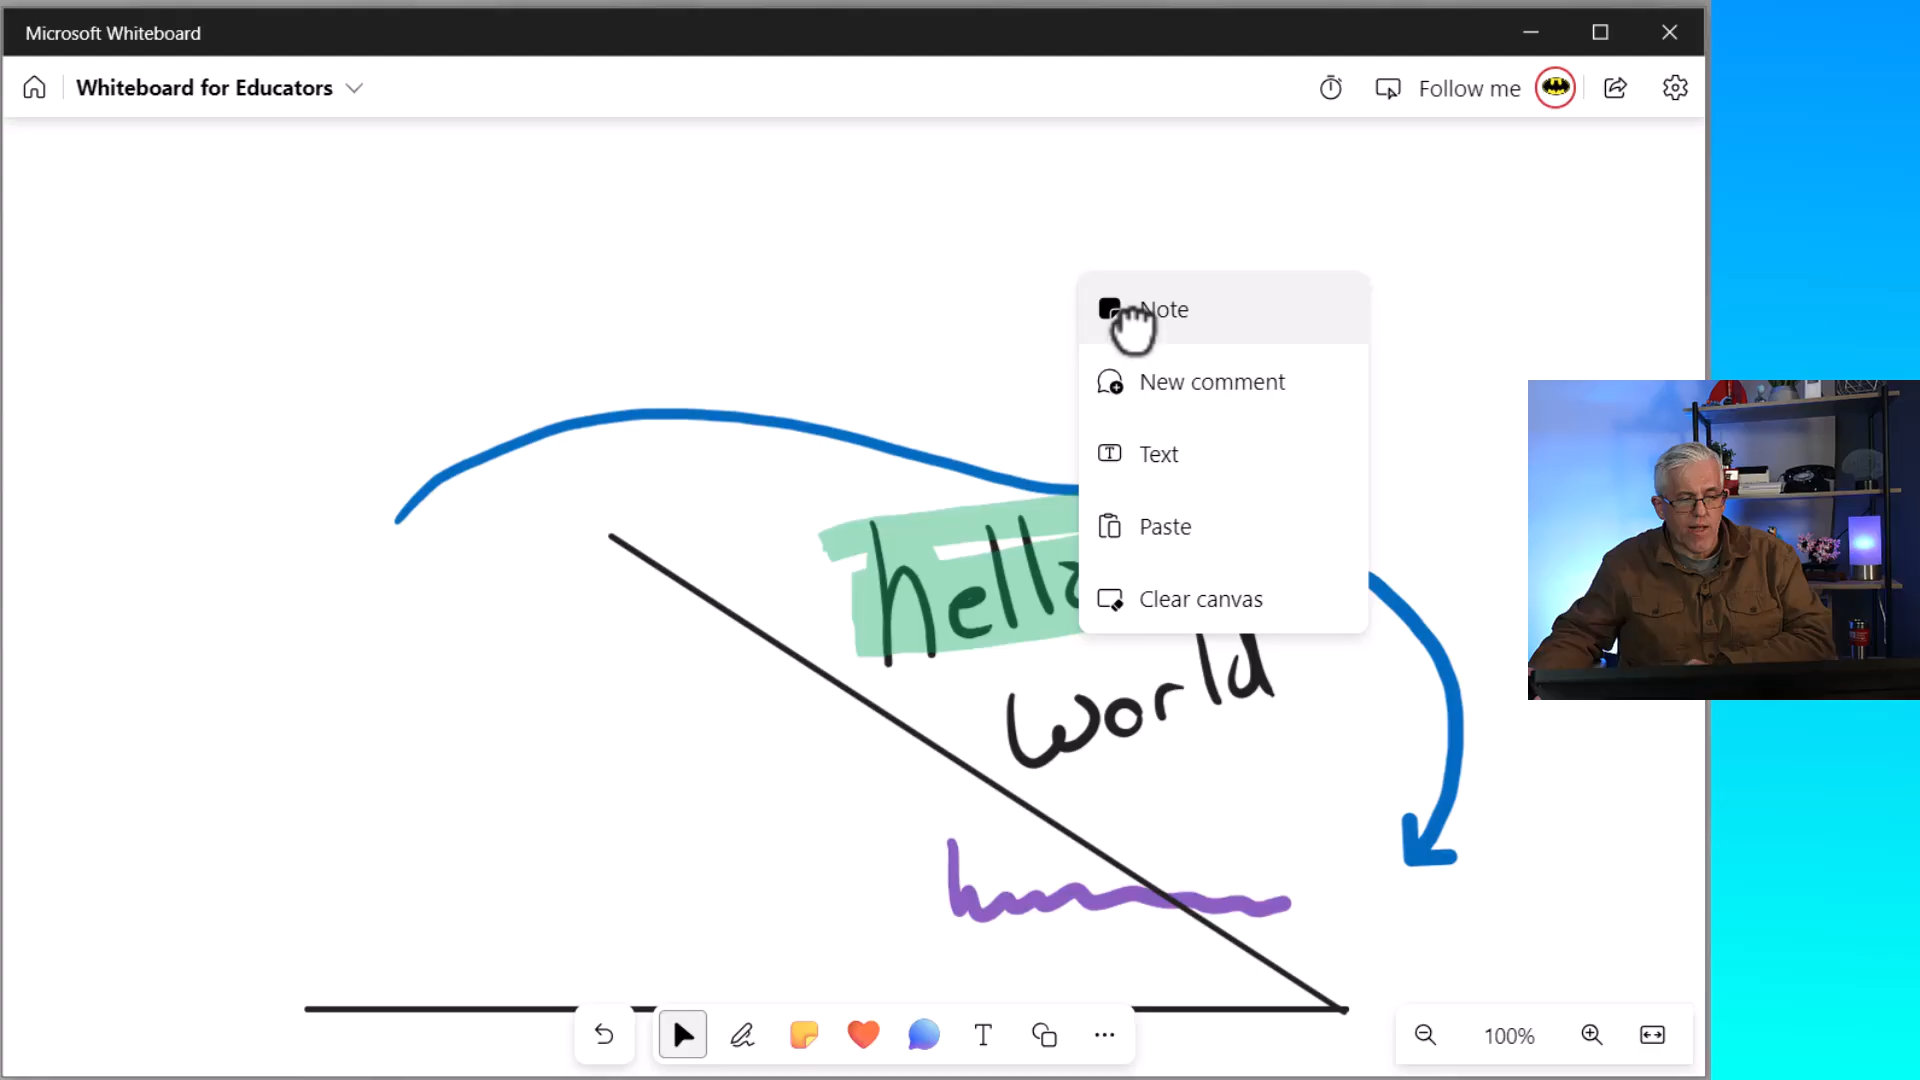 Microsoft Whiteboard
Whiteboard for Educators
Follow me
Note
New comment
Text
Paste
Clear canvas
hello
world
100%